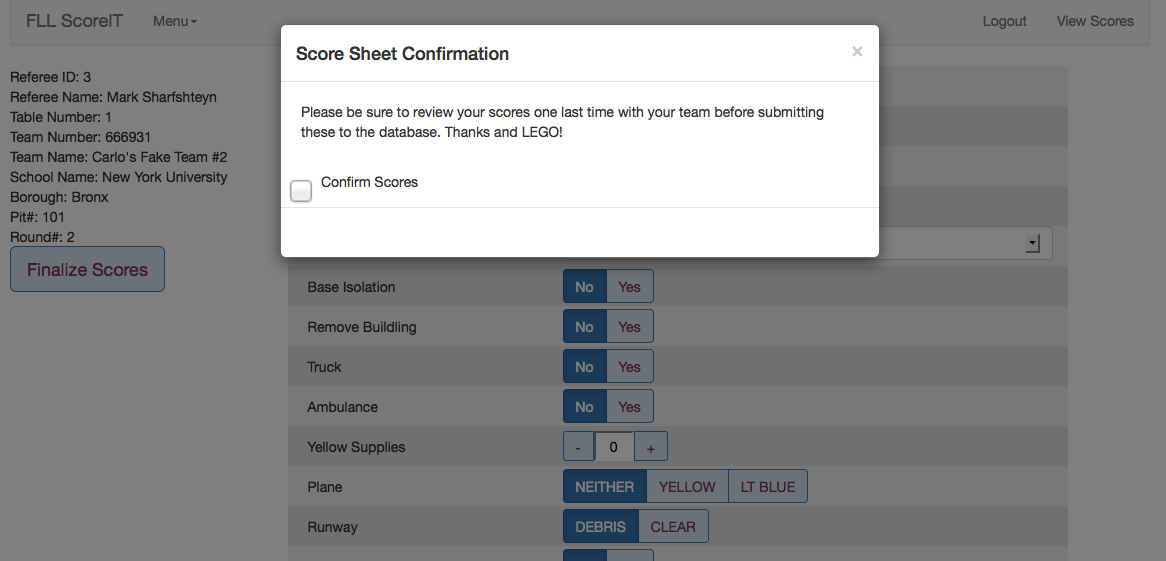 FLL ScoreIT Menu Logout View Scores
Score Sheet Confirmation ×
Please be sure to review your scores one last time with your team before submitting
these to the database. Thanks and LEGO!
Confirm Scores
Referee ID: 3
Referee Name: Mark Sharfshteyn
Table Number: 1
Team Number: 666931
Team Name: Carlo's Fake Team #2
School Name: New York University
Borough: Bronx
Pit#: 101
Round#: 2
Finalize Scores
Base Isolation No Yes
Remove Buildling No Yes
Truck No Yes
Ambulance No Yes
Yellow Supplies - 0 +
Plane NEITHER YELLOW LT BLUE
Runway DEBRIS CLEAR